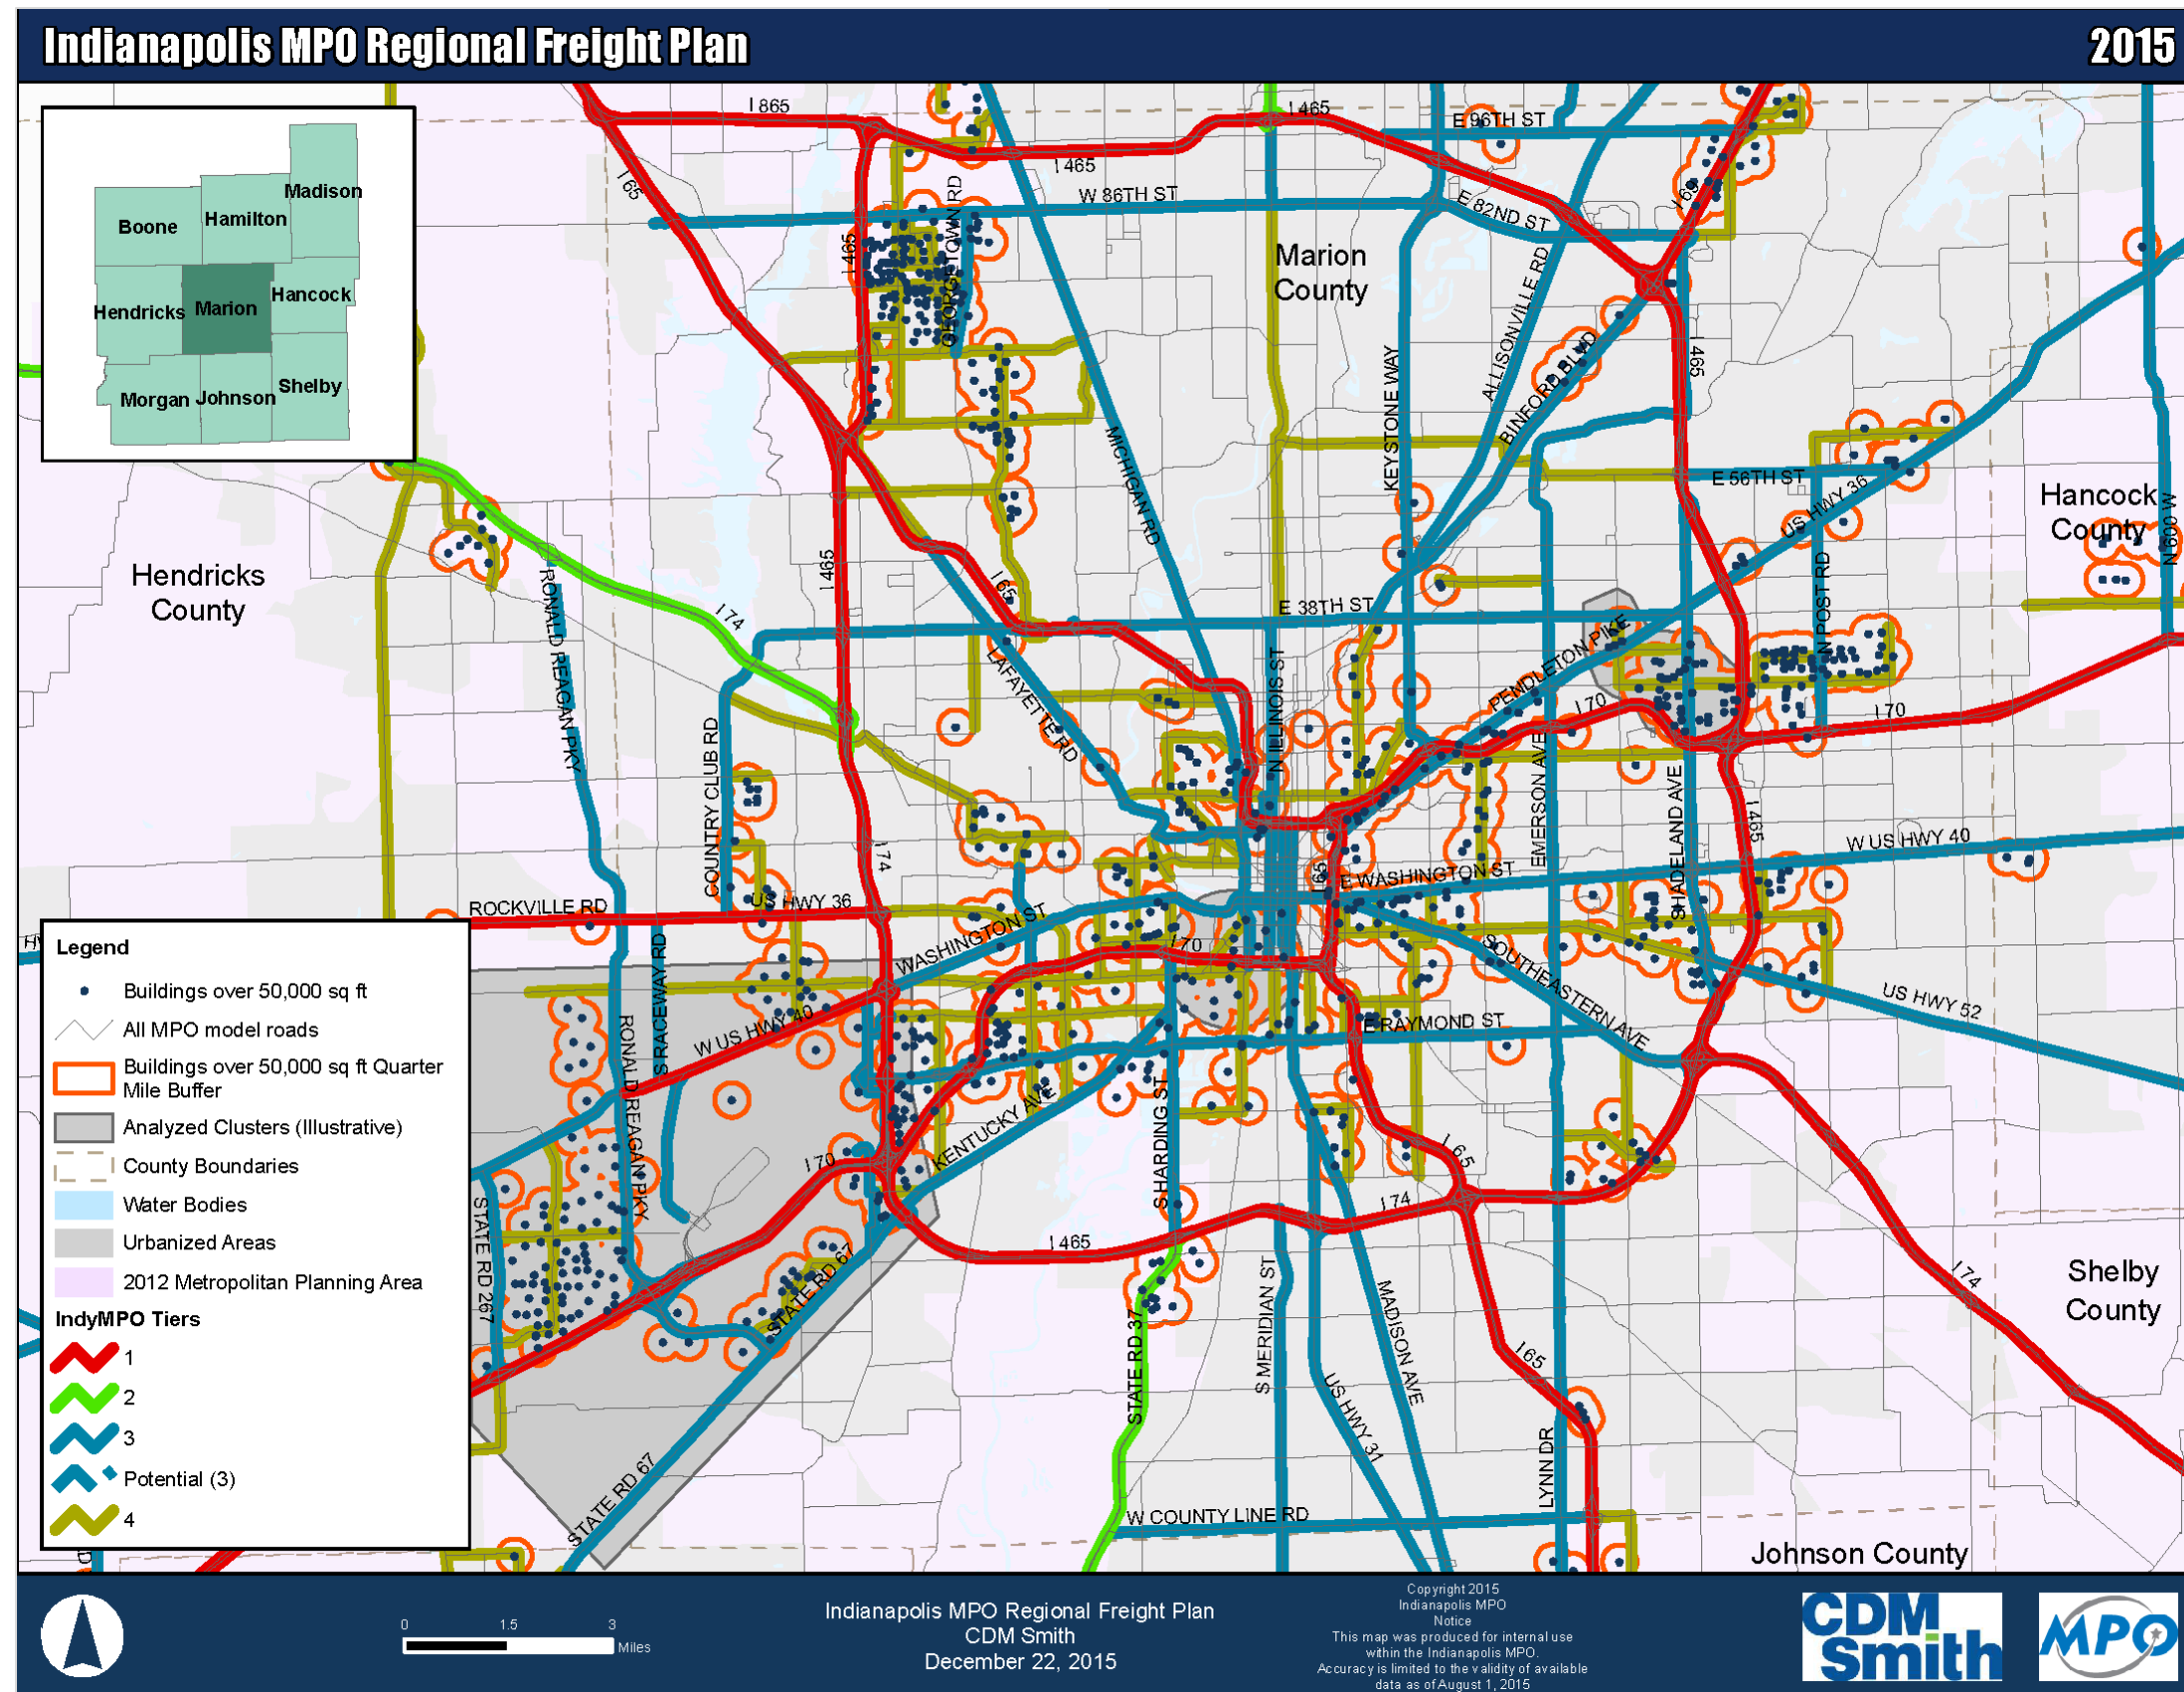 Indianapolis MPO Regional Freight Plan
2015
Madison
Hamilton
Boone
Hancock
Marion
Hendricks
Shelby
Johnson
Morgan
I 865
I 465
E 96TH ST
I 465
I 65
W 86TH ST
E 82ND ST
I 69
GEORGETOWN RD
I 465
Marion
County
ALLISONVILLE RD
BINFORD BLVD
I 465
KEYSTONE WAY
MICHIGAN RD
E 56TH ST
US HWY 36
Hancock
County
N 600 W
Hendricks
County
RONALD REAGAN PKY
I 465
I 65
I 74
E 38TH ST
N POST RD
PENDLETON PIKE
LAFAYETTE RD
N ILLINOIS ST
I 70
I 70
COUNTRY CLUB RD
EMERSON AVE
SHADELAND AVE
I 465
W US HWY 40
I 74
I 65
E WASHINGTON ST
ROCKVILLE RD
US HWY 36
WASHINGTON ST
I 70
SOUTHEASTERN AVE
US HWY 52
S RACEWAY RD
W US HWY 40
E RAYMOND ST
RONALD REAGAN PKY
KENTUCKY AVE
S HARDING ST
I 70
I 65
I 74
I 465
STATE RD 267
STATE RD 67
STATE RD 37
S MERIDIAN ST
MADISON AVE
US HWY 31
I 65
I 74
Shelby
County
LYNN DR
STATE RD 67
W COUNTY LINE RD
Johnson County
Legend
Buildings over 50,000 sq ft
All MPO model roads
Buildings over 50,000 sq ft Quarter
Mile Buffer
Analyzed Clusters (Illustrative)
County Boundaries
Water Bodies
Urbanized Areas
2012 Metropolitan Planning Area
IndyMPO Tiers
1
2
3
Potential (3)
4
0 1.5 3
Miles
Indianapolis MPO Regional Freight Plan
CDM Smith
December 22, 2015
Copyright 2015
Indianapolis MPO
Notice
This map was produced for internal use
within the Indianapolis MPO.
Accuracy is limited to the validity of available
data as of August 1, 2015
CDM
Smith
MPO